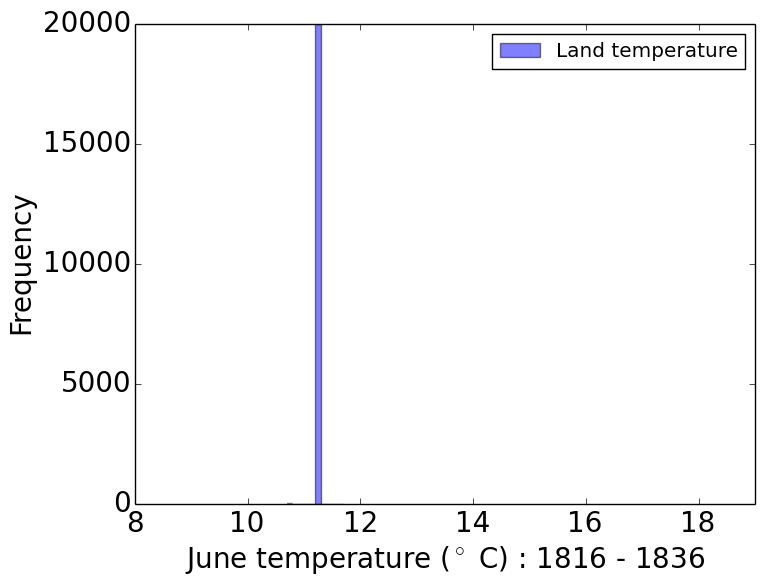 20000
15000
10000
5000
0
Frequency
Land temperature
8 10 12 14 16 18
June temperature (° C) : 1816 - 1836